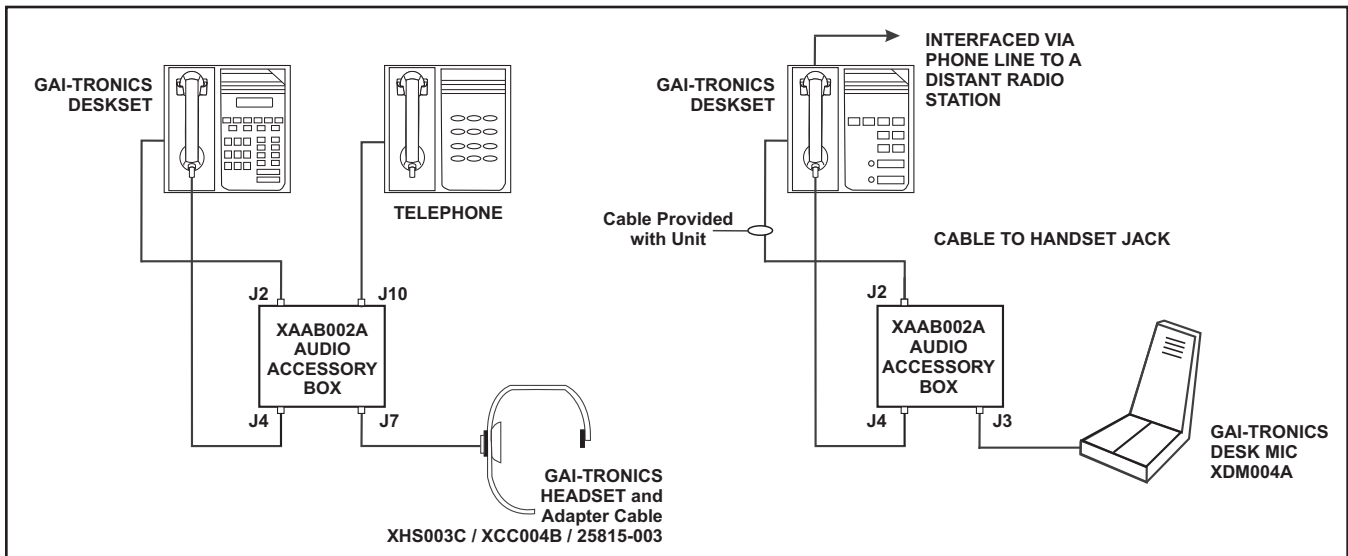 GAI-TRONICS
DESKSET
TELEPHONE
J2
J10
XAAB002A
AUDIO
ACCESSORY
BOX
J4
J7
GAI-TRONICS
HEADSET and
Adapter Cable
XHS003C / XCC004B / 25815-003
INTERFACED VIA
PHONE LINE TO A
DISTANT RADIO
STATION
GAI-TRONICS
DESKSET
Cable Provided
with Unit
CABLE TO HANDSET JACK
J2
XAAB002A
AUDIO
ACCESSORY
BOX
J4
J3
GAI-TRONICS
DESK MIC
XDM004A